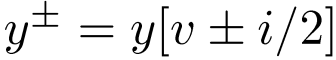 y^± = y[v ± i/2]